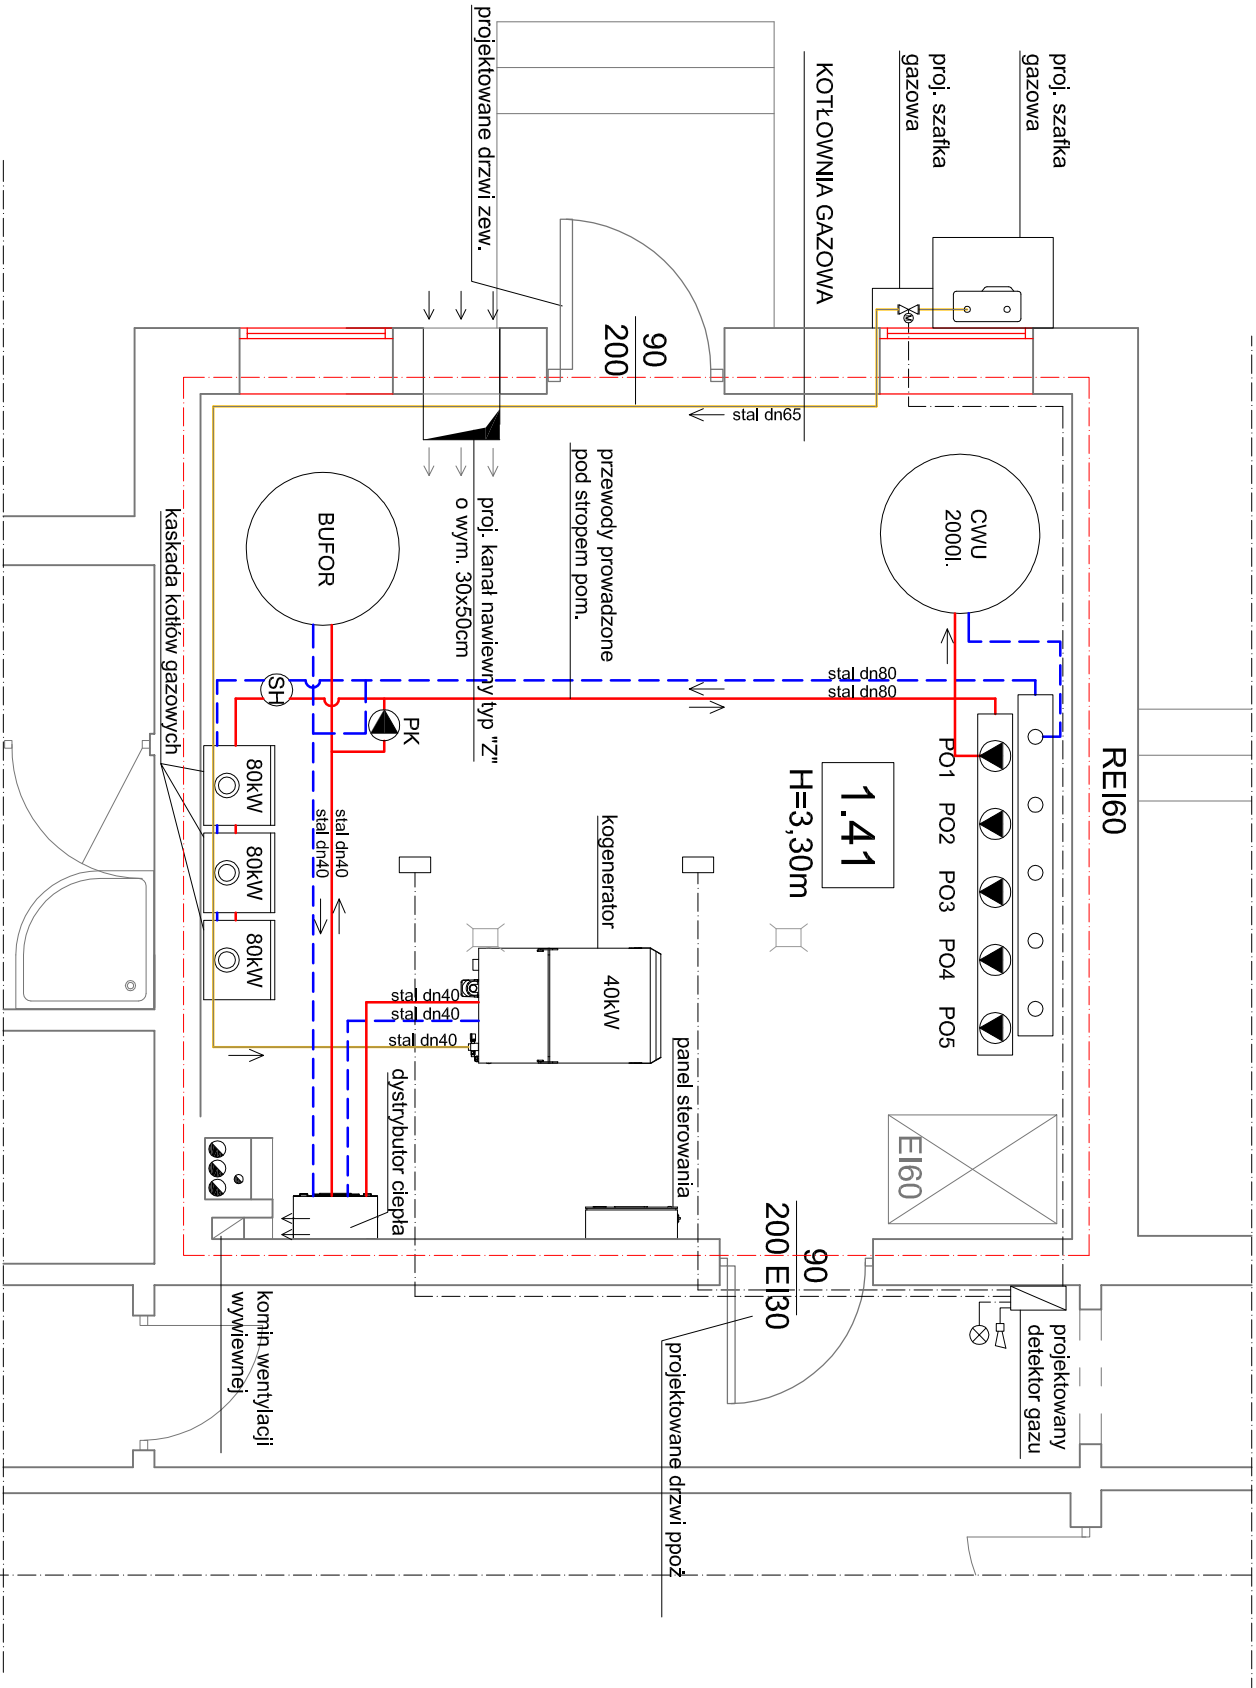 proj. szafka
gazowa
proj. szafka
gazowa
KOTŁOWNIA GAZOWA
projektowane drzwi zew.
90
200
stal dn65
CWU
2000l.
BUFOR
przewody prowadzone
pod stropem pom.
proj. kanał nawiewny typ "Z"
o wym. 30x50cm
kaskada kotłów gazowych
SH
PK
stal dn80
stal dn80
REI60
PO1
PO2
PO3
PO4
PO5
1.41
H=3,30m
80kW
80kW
80kW
stal dn40
stal dn40
kogenerator
40kW
stal dn40
stal dn40
stal dn40
panel sterowania
dystrybutor ciepła
EI60
90
200 EI30
komin wentylacji
wywiewnej
projektowane drzwi ppoż
projektowany
detektor gazu
M